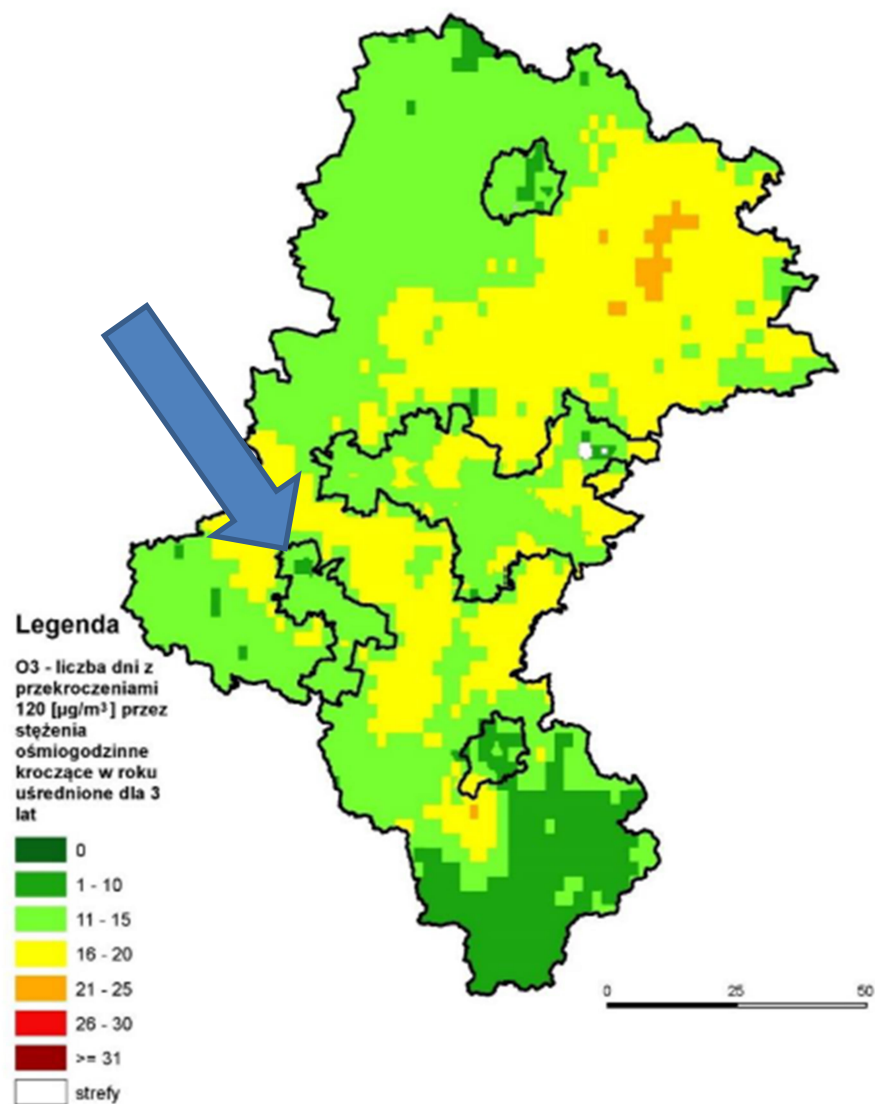 Legenda
O3 - liczba dni z
przekroczeniami
120 [µg/m³] przez
stężenia
ośmiogodzinne
kroczące w roku
uśrednione dla 3
lat
0
1 - 10
11 - 15
16 - 20
21 - 25
26 - 30
>= 31
strefy
0 25 50